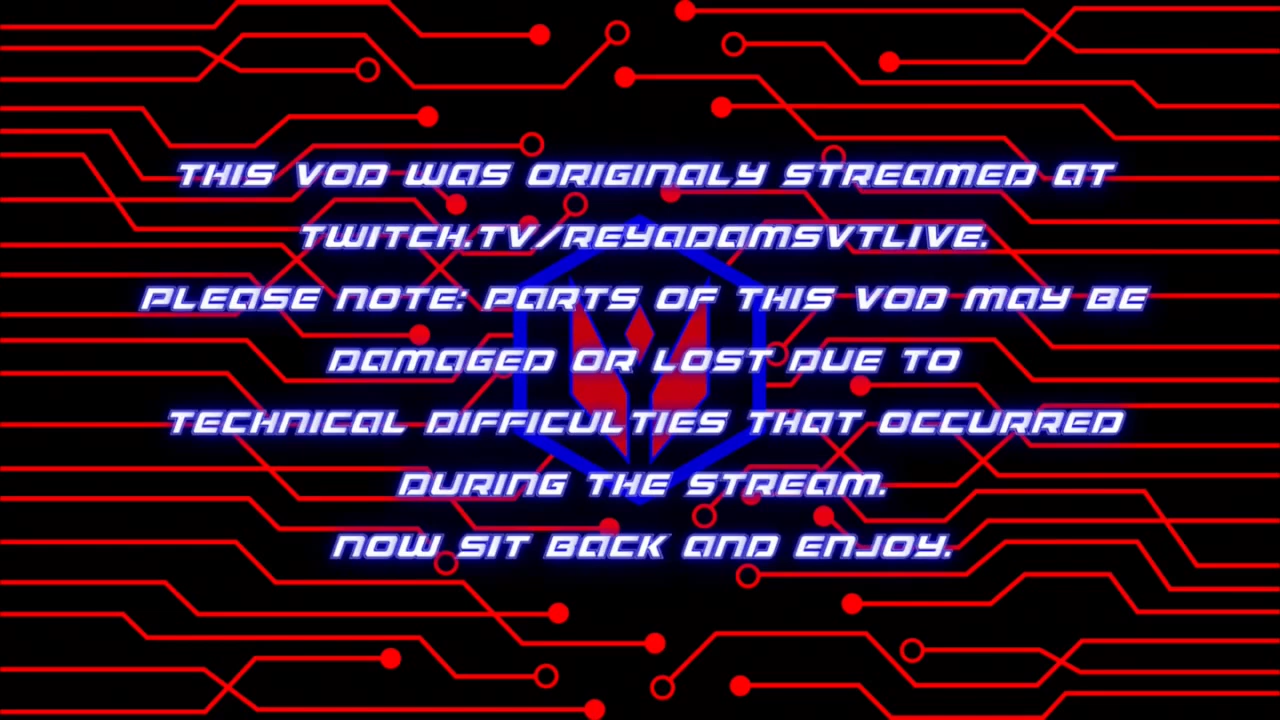 THIS VOD WAS ORIGINALY STREAMED AT
TWITCH.TV/REYADAMSVTLIVE.
PLEASE NOTE: PARTS OF THIS VOD MAY BE
DAMAGED OR LOST DUE TO
TECHNICAL DIFFICULTIES THAT OCCURRED
DURING THE STREAM.
NOW SIT BACK AND ENJOY.